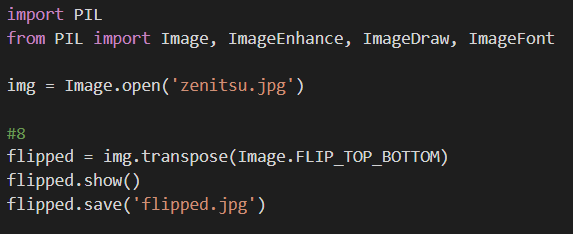 import PIL
from PIL import Image, ImageEnhance, ImageDraw, ImageFont
img = Image.open('zenitsu.jpg')
#8
flipped = img.transpose(Image.FLIP_TOP_BOTTOM)
flipped.show()
flipped.save('flipped.jpg')